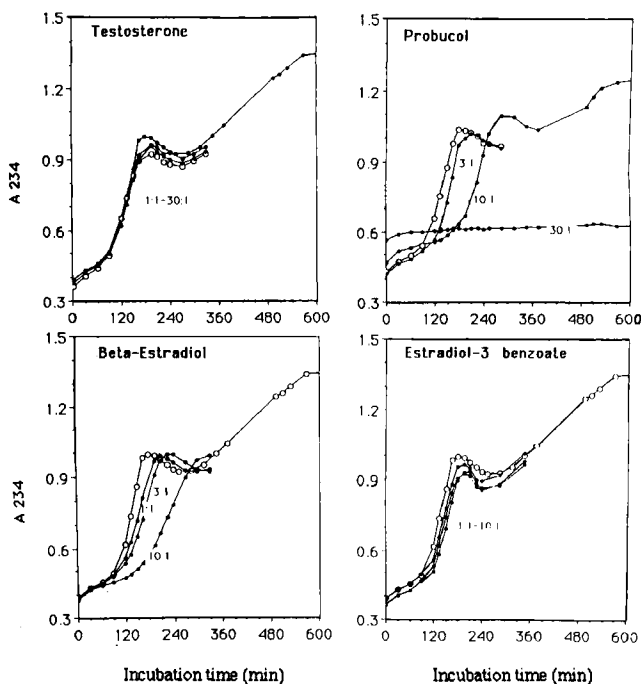 Testosterone
Probucol
1.5
1.2
0.9
0.6
0.3
A 234
1:1-30:1
0 120 240 360 480 600
1.5
1.2
0.9
0.6
0.3
3:1
10:1
30:1
0 120 240 360 480 600
Beta-Estradiol
Estradiol-3 benzoate
1.5
1.2
0.9
0.6
0.3
A 234
3:1
1:1
10:1
0 120 240 360 480 600
Incubation time (min)
1.5
1.2
0.9
0.6
0.3
1:1-10:1
0 120 240 360 480 600
Incubation time (min)